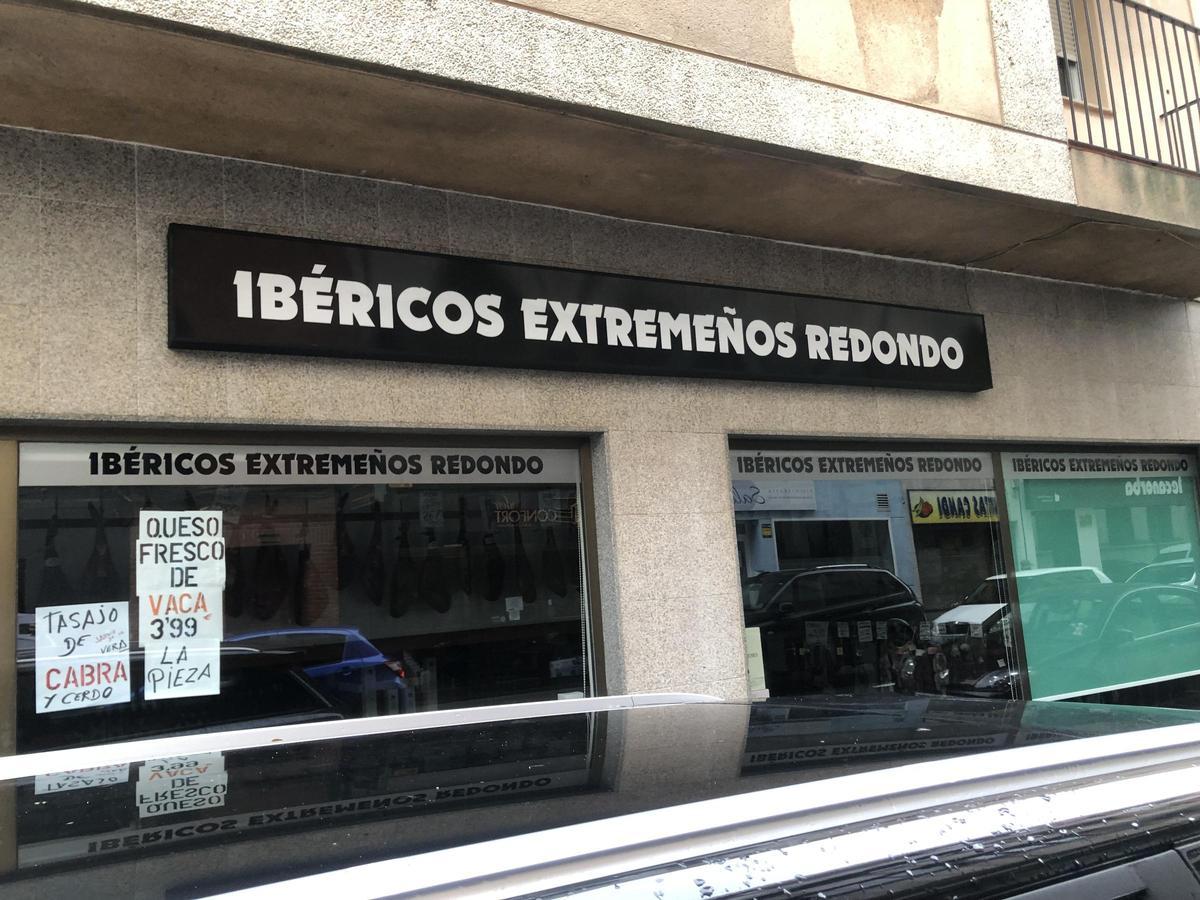 IBÉRICOS EXTREMEÑOS REDONDO
IBÉRICOS EXTREMEÑOS REDONDO
IBÉRICOS EXTREMEÑOS REDONDO
IBÉRICOS EXTREMEÑOS REDONDO
QUESO
FRESCO
DE
VACA
3'99 €
LA
PIEZA
TASAJO
DE
CABRA
Y CERDO
CONFORT